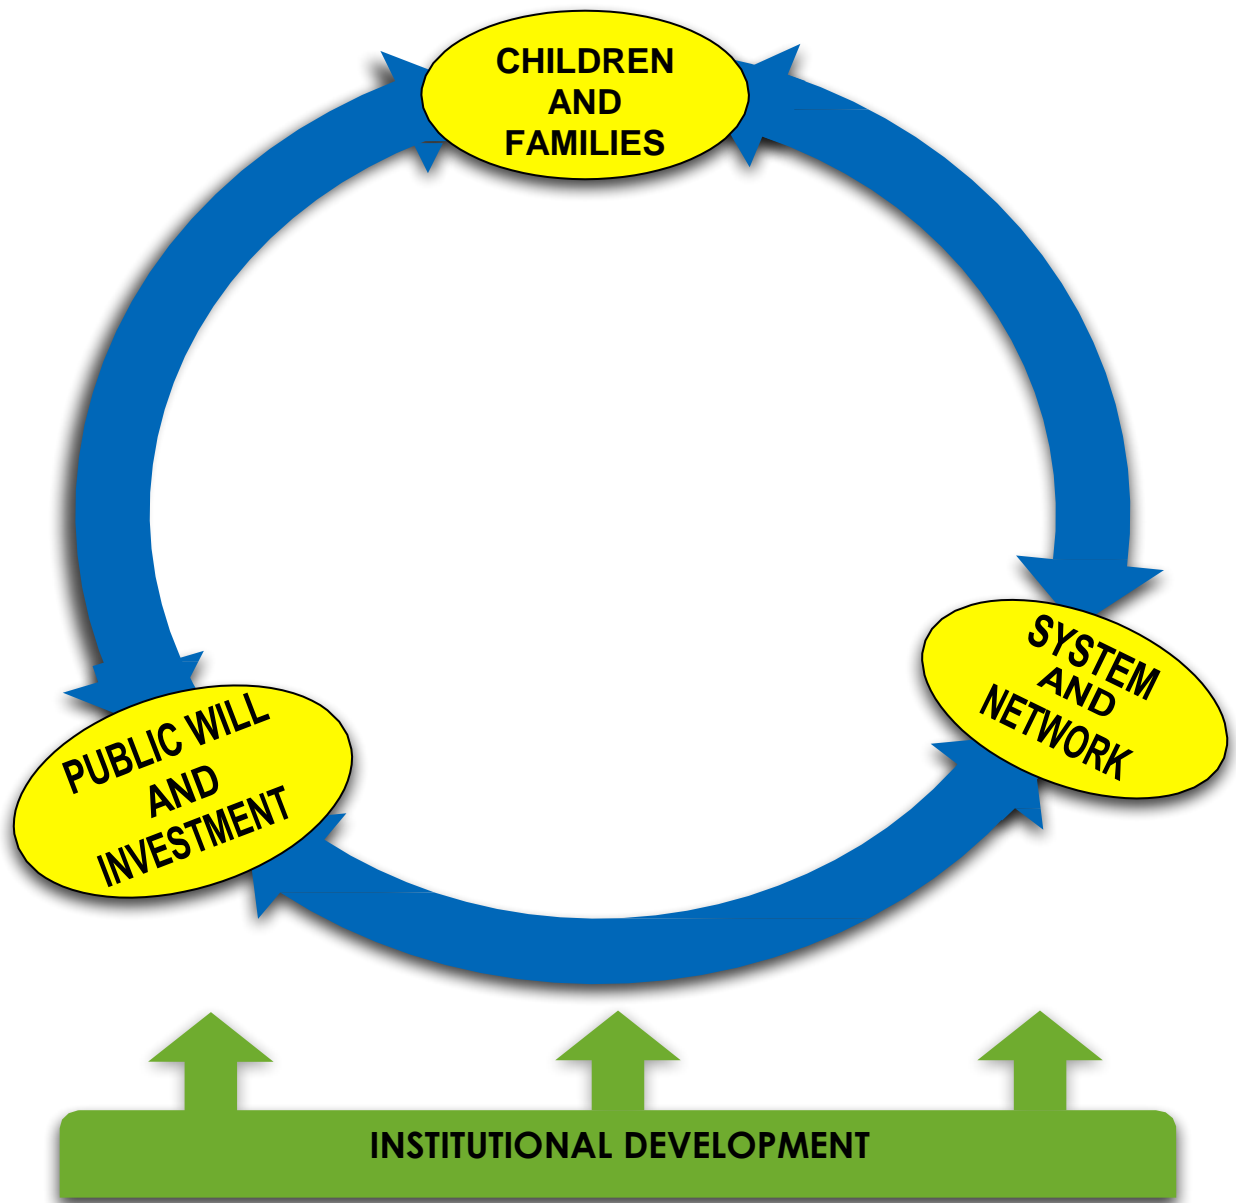 CHILDREN
AND
FAMILIES
SYSTEM
AND
NETWORK
PUBLIC WILL
AND
INVESTMENT
INSTITUTIONAL DEVELOPMENT